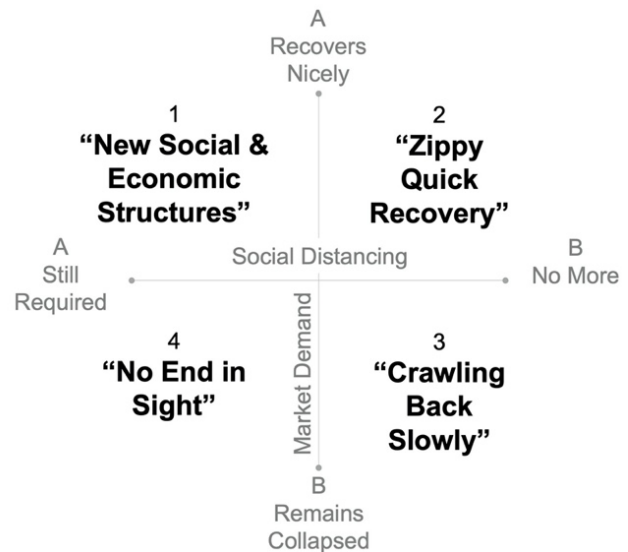 A
Recovers
Nicely
1
“New Social &
Economic
Structures”
2
“Zippy
Quick
Recovery”
A
Still
Required
Social Distancing
B
No More
Market Demand
4
“No End in
Sight”
3
“Crawling
Back
Slowly”
B
Remains
Collapsed